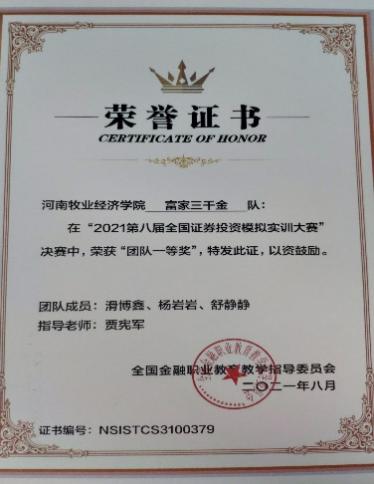 荣誉证书
CERTIFICATE OF HONOR
河南牧业经济学院 富家三千金 队：
在“2021第八届全国证券投资模拟实训大赛”
决赛中，荣获“团队一等奖”，特发此证，以资鼓励。
团队成员：滑博鑫、杨岩岩、舒静静
指导老师：贾宪军
全国金融职业教育教学指导委员会
二〇二一年八月
证书编号：NSISTCS3100379